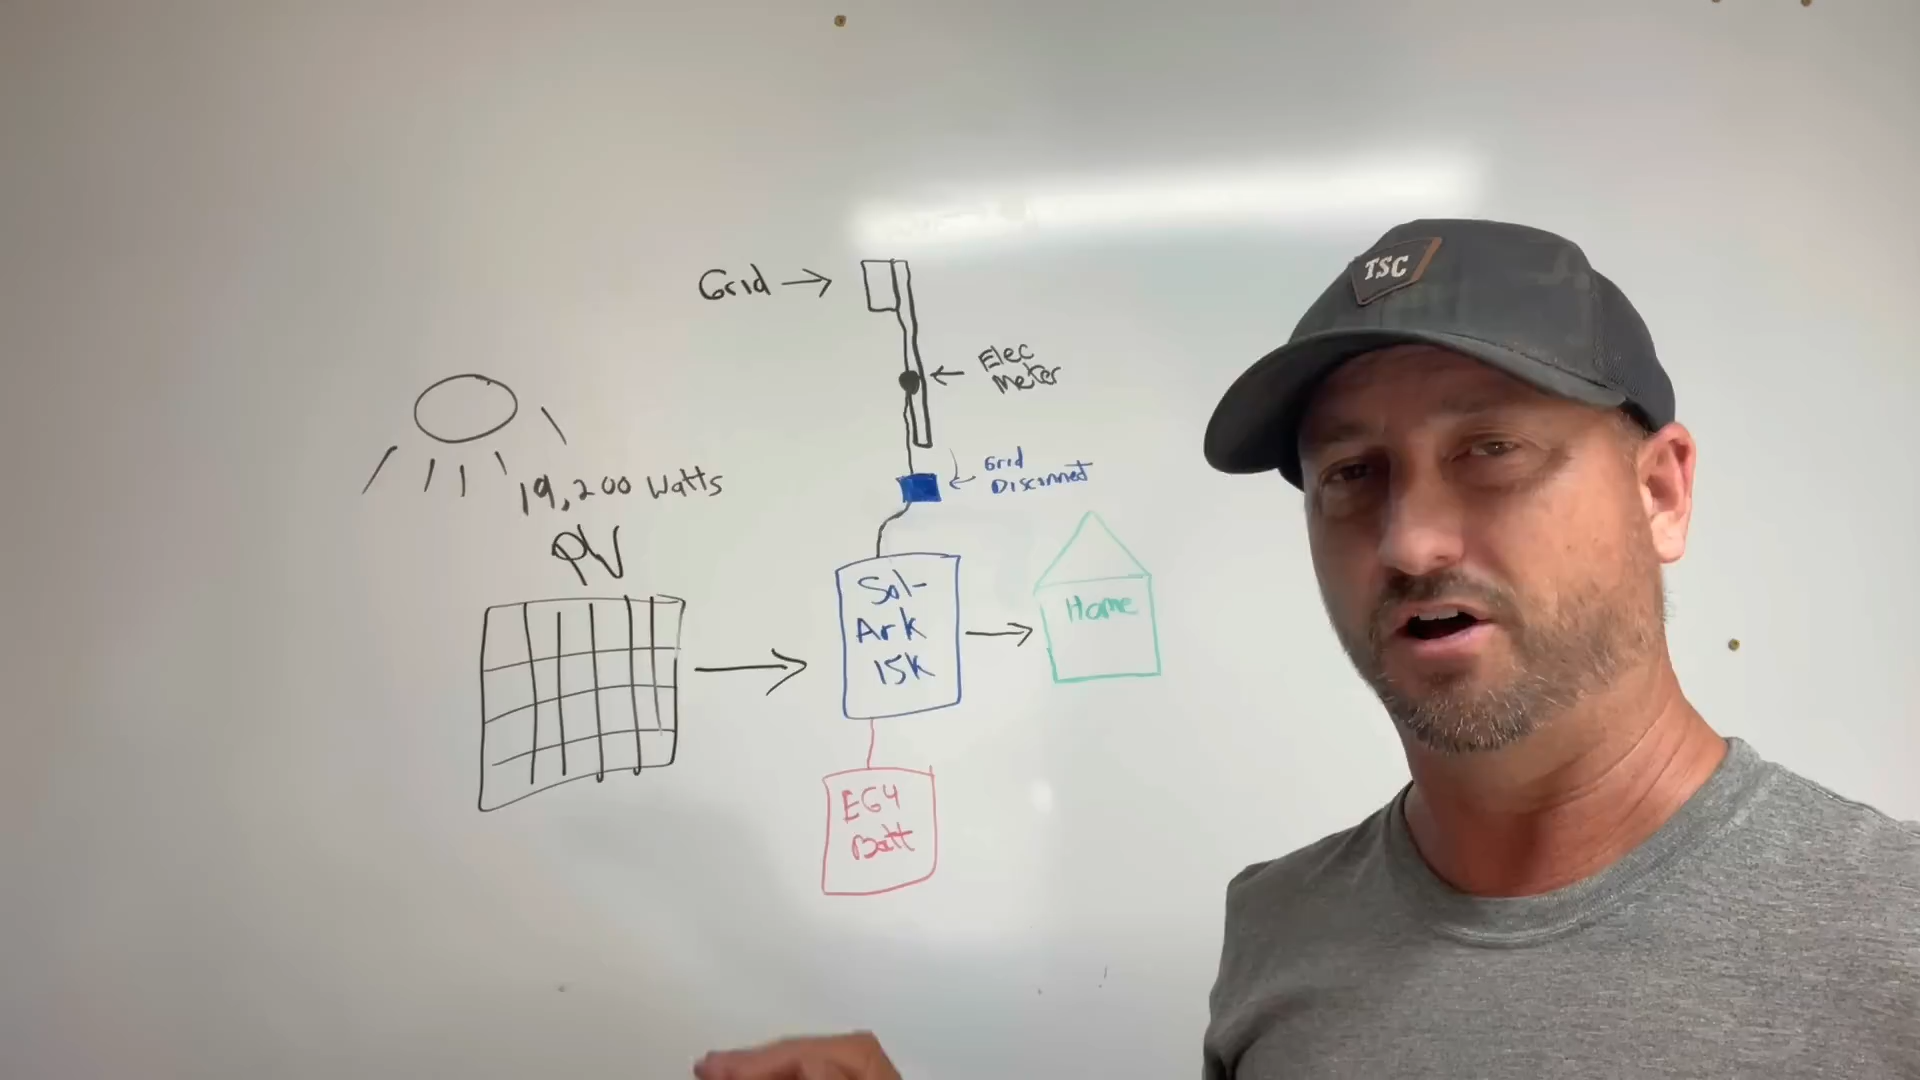 Grid
Elec
Meter
Grid
Disconnect
19,200 Watts
PV
Sol-
Ark
15K
Home
EG4
Batt
TSC